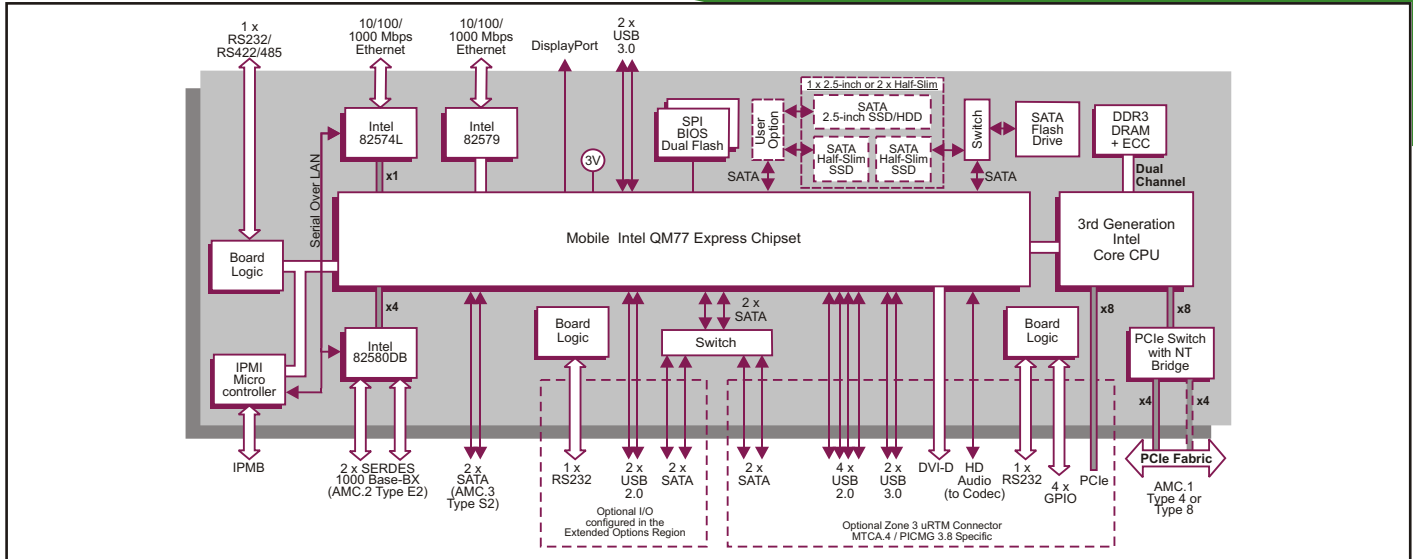 1 x
RS232/
RS422/485
10/100/
1000 Mbps
Ethernet
10/100/
1000 Mbps
Ethernet
DisplayPort
2 x
USB
3.0
Intel
82574L
Intel
82579
3V
SPI
BIOS
Dual Flash
User
Option
1 x 2.5-inch or 2 x Half-Slim
SATA
2.5-inch SSD/HDD
SATA
Half-Slim
SSD
SATA
Half-Slim
SSD
Switch
SATA
Flash
Drive
DDR3
DRAM
+ ECC
x1
SATA
SATA
Dual
Channel
Serial Over LAN
Mobile Intel QM77 Express Chipset
3rd Generation
Intel
Core CPU
Board
Logic
x4
Intel
82580DB
IPMI
Micro
controller
Board
Logic
2 x
SATA
Switch
Board
Logic
x8
x8
PCIe Switch
with NT
Bridge
x4
x4
PCIe Fabric
IPMB
2 x SERDES
1000 Base-BX
(AMC.2 Type E2)
2 x
SATA
(AMC.3
Type S2)
1 x
RS232
2 x
USB
2.0
2 x
SATA
Optional I/O
configured in the
Extended Options Region
2 x
SATA
4 x
USB
2.0
2 x
USB
3.0
DVI-D
HD
Audio
(to Codec)
1 x
RS232
4 x
GPIO
PCIe
Optional Zone 3 uRTM Connector
MTCA.4 / PICMG 3.8 Specific
AMC.1
Type 4 or
Type 8